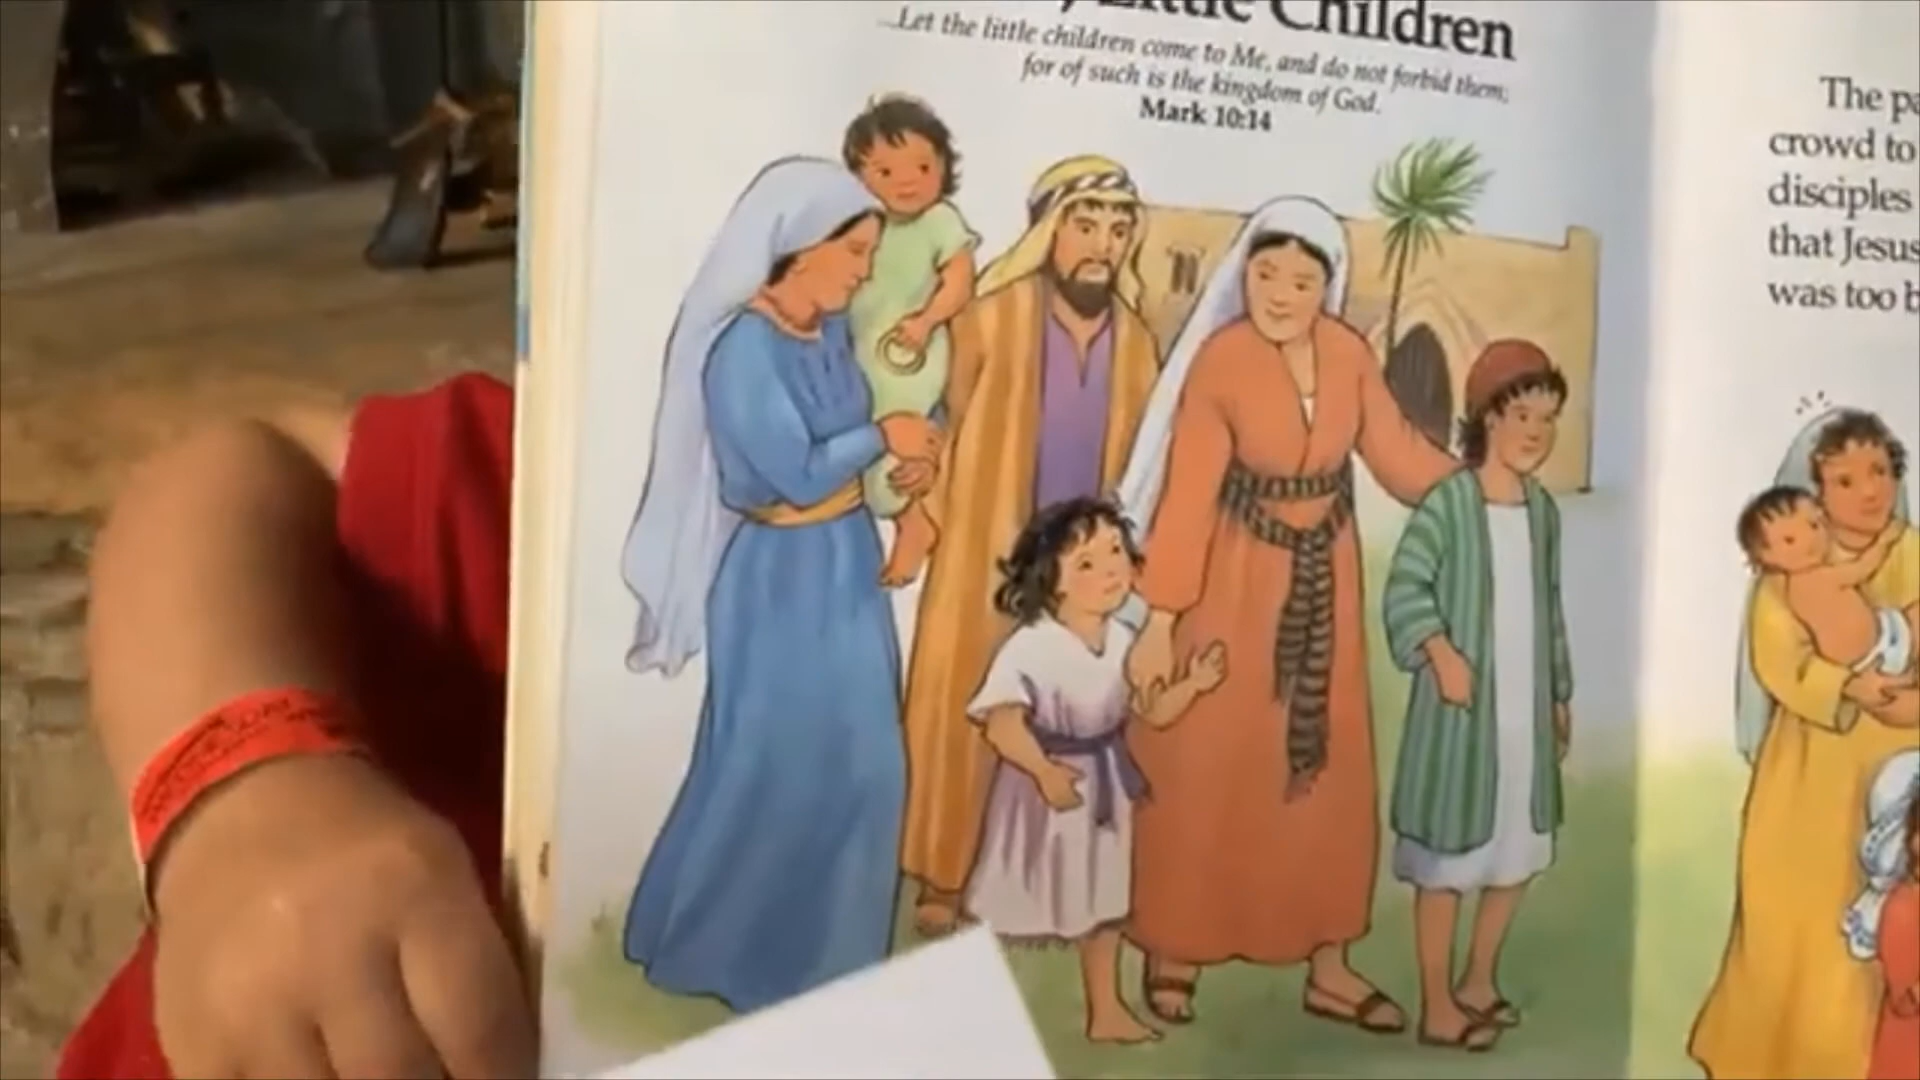 Little Children
...Let the little children come to Me, and do not forbid them;
for of such is the kingdom of God.
Mark 10:14
The pa
crowd to
disciples
that Jesus
was too b